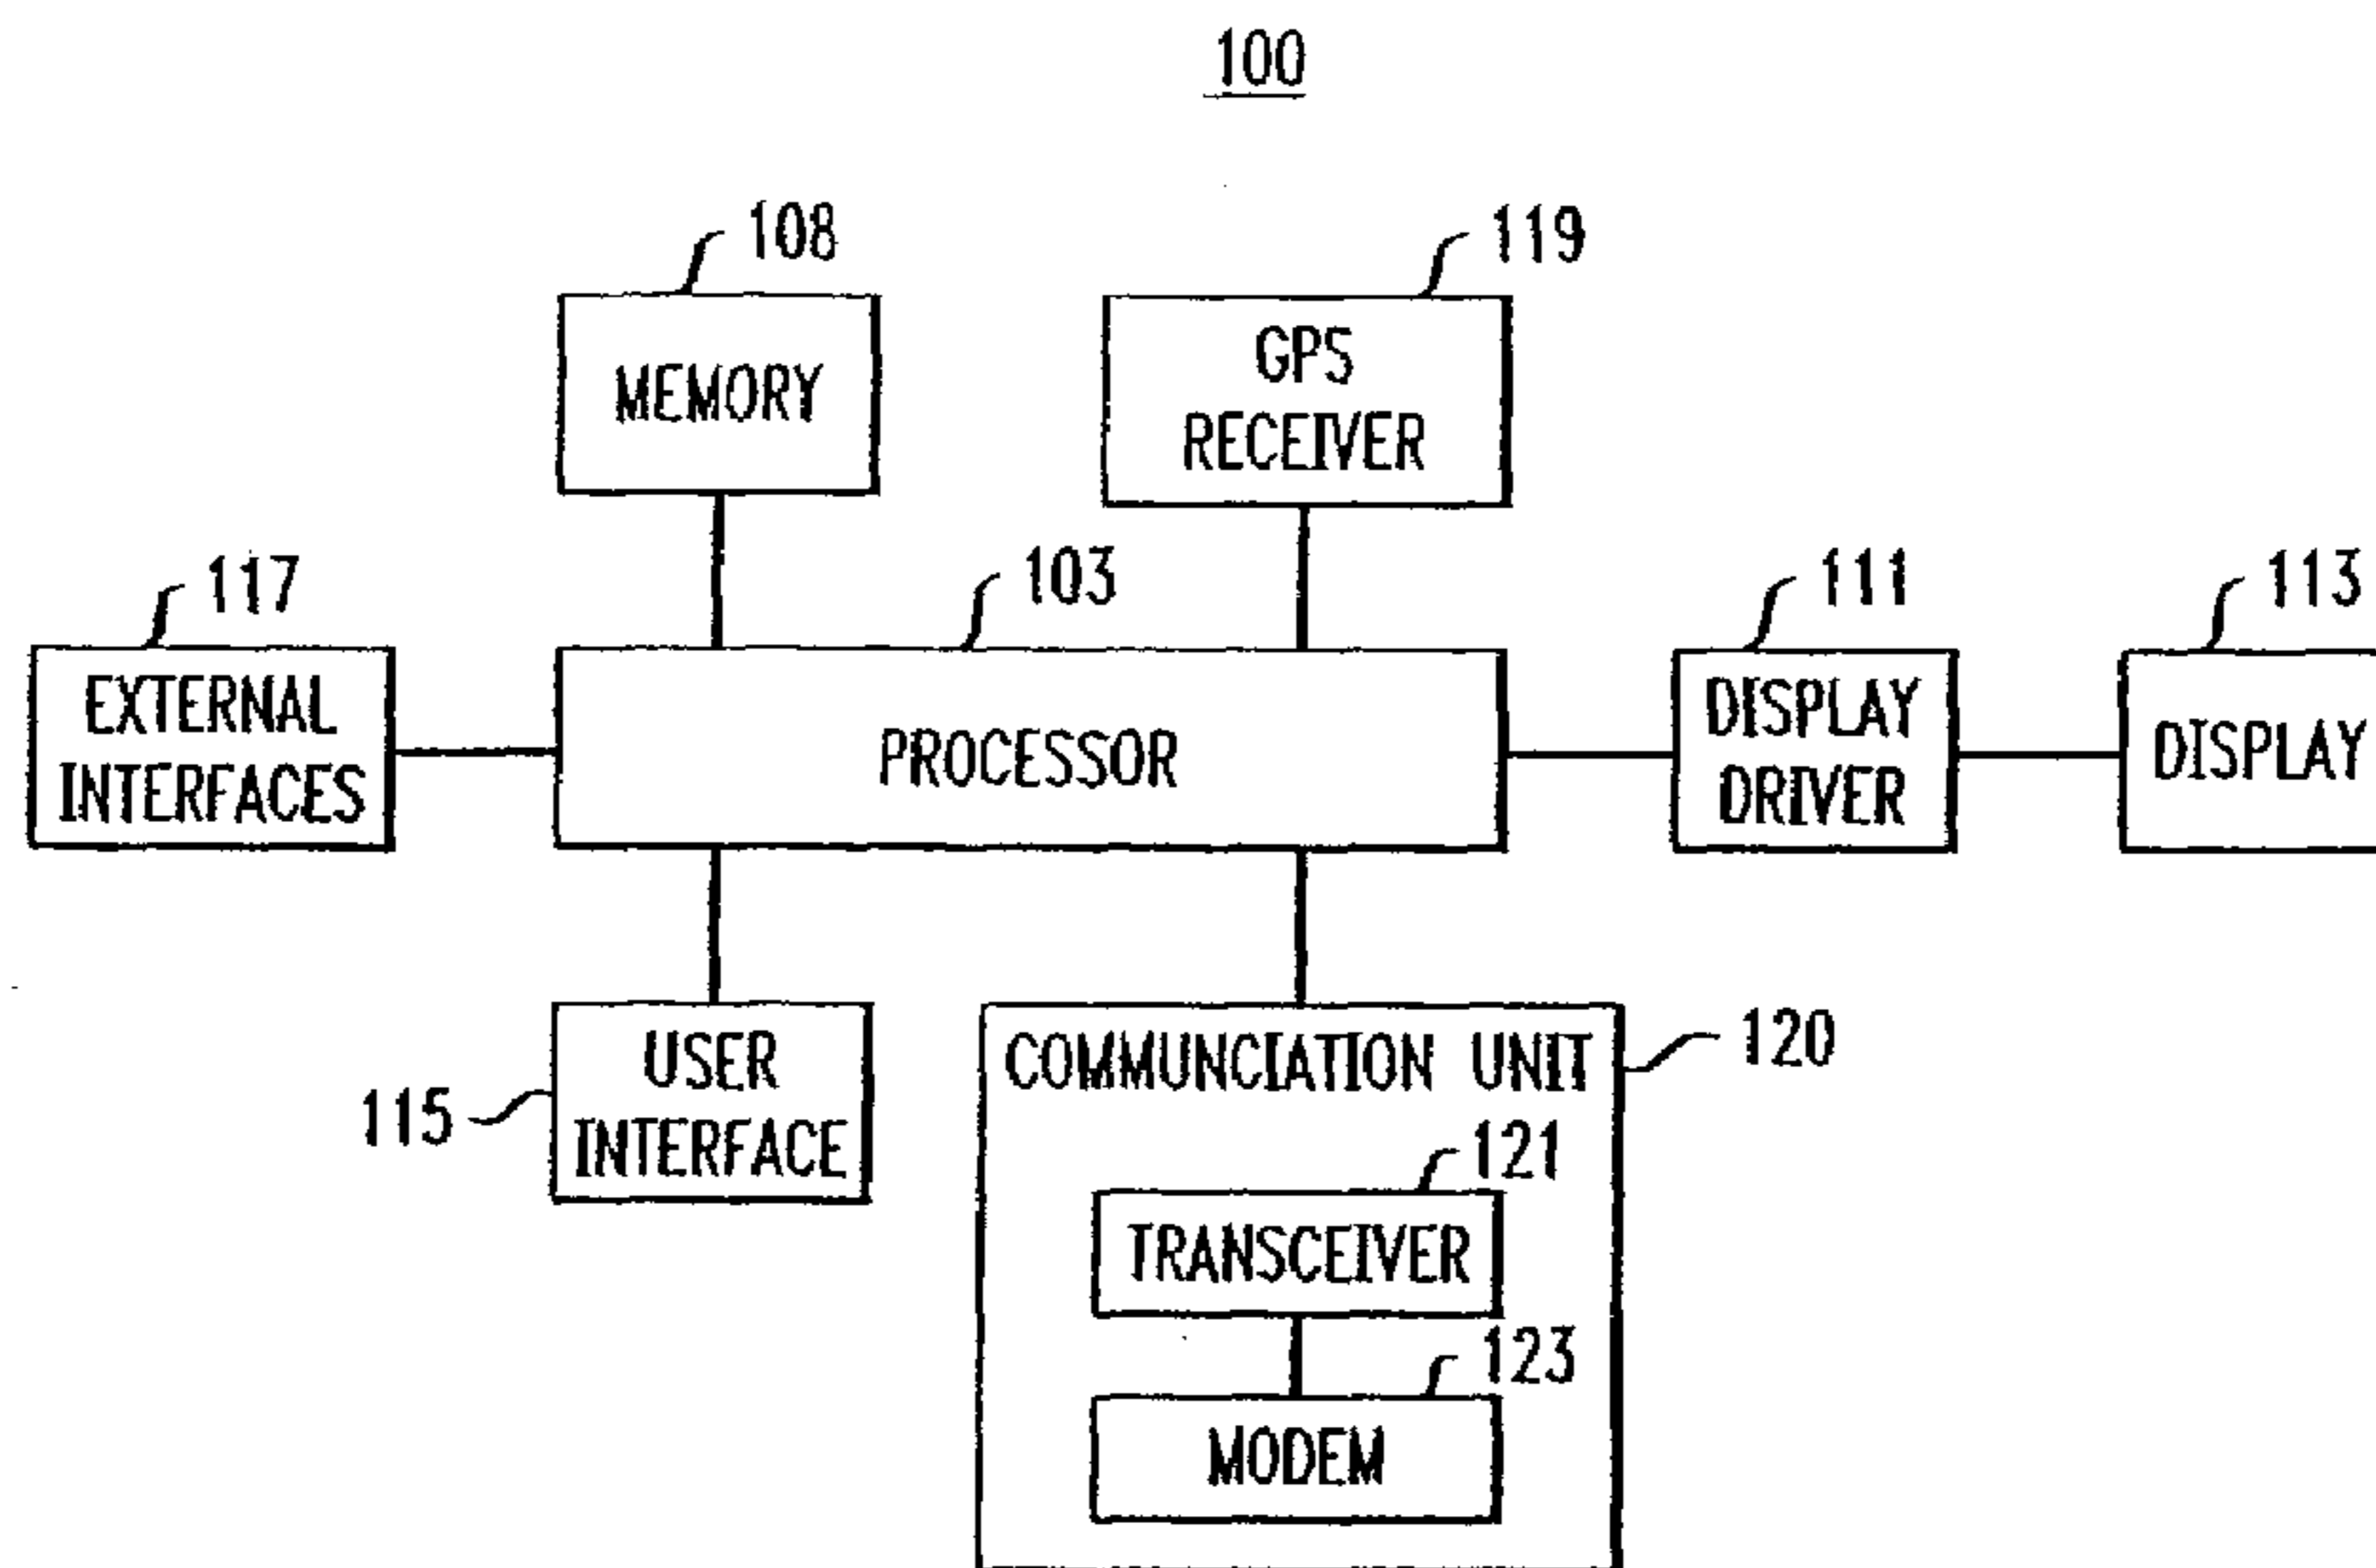 100
108
119
MEMORY
GPS
RECEIVER
117
103
111
113
EXTERNAL
INTERFACES
PROCESSOR
DISPLAY
DRIVER
DISPLAY
115
USER
INTERFACE
COMMUNCIATION UNIT
120
121
TRANSCEIVER
123
MODEM